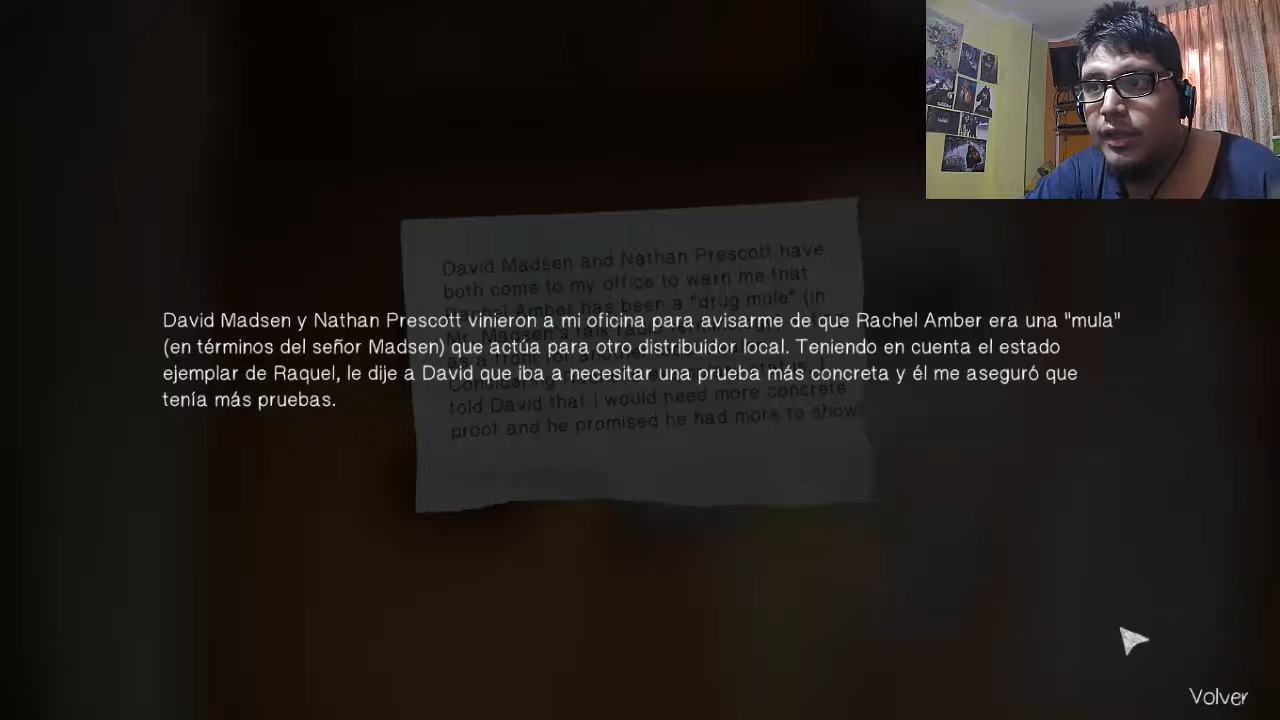 David Madsen and Nathan Prescott have
both come to my office to warn me that
Rachel Amber has been a "drug mule" (in
David Madsen y Nathan Prescott vinieron a mi oficina para avisarme de que Rachel Amber era una "mula"
(en términos del señor Madsen) que actúa para otro distribuidor local. Teniendo en cuenta el estado
ejemplar de Raquel, le dije a David que iba a necesitar una prueba más concreta y él me aseguró que
tenía más pruebas.
told David that I would need more concrete
proof and he promised he had more to show
Volver